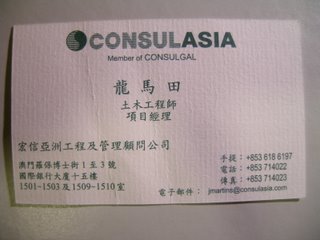 CONSULASIA
Member of CONSULGAL
龍馬田
土木工程師
項目經理
宏信亞洲工程及管理顧問公司
澳門羅保博士街1至3號
國際銀行大廈十五樓
1501-1503及1509-1510室
手提：+853 618 6197
電話：+853 714022
傳真：+853 714023
電子郵件：jmartins@consulasia.com